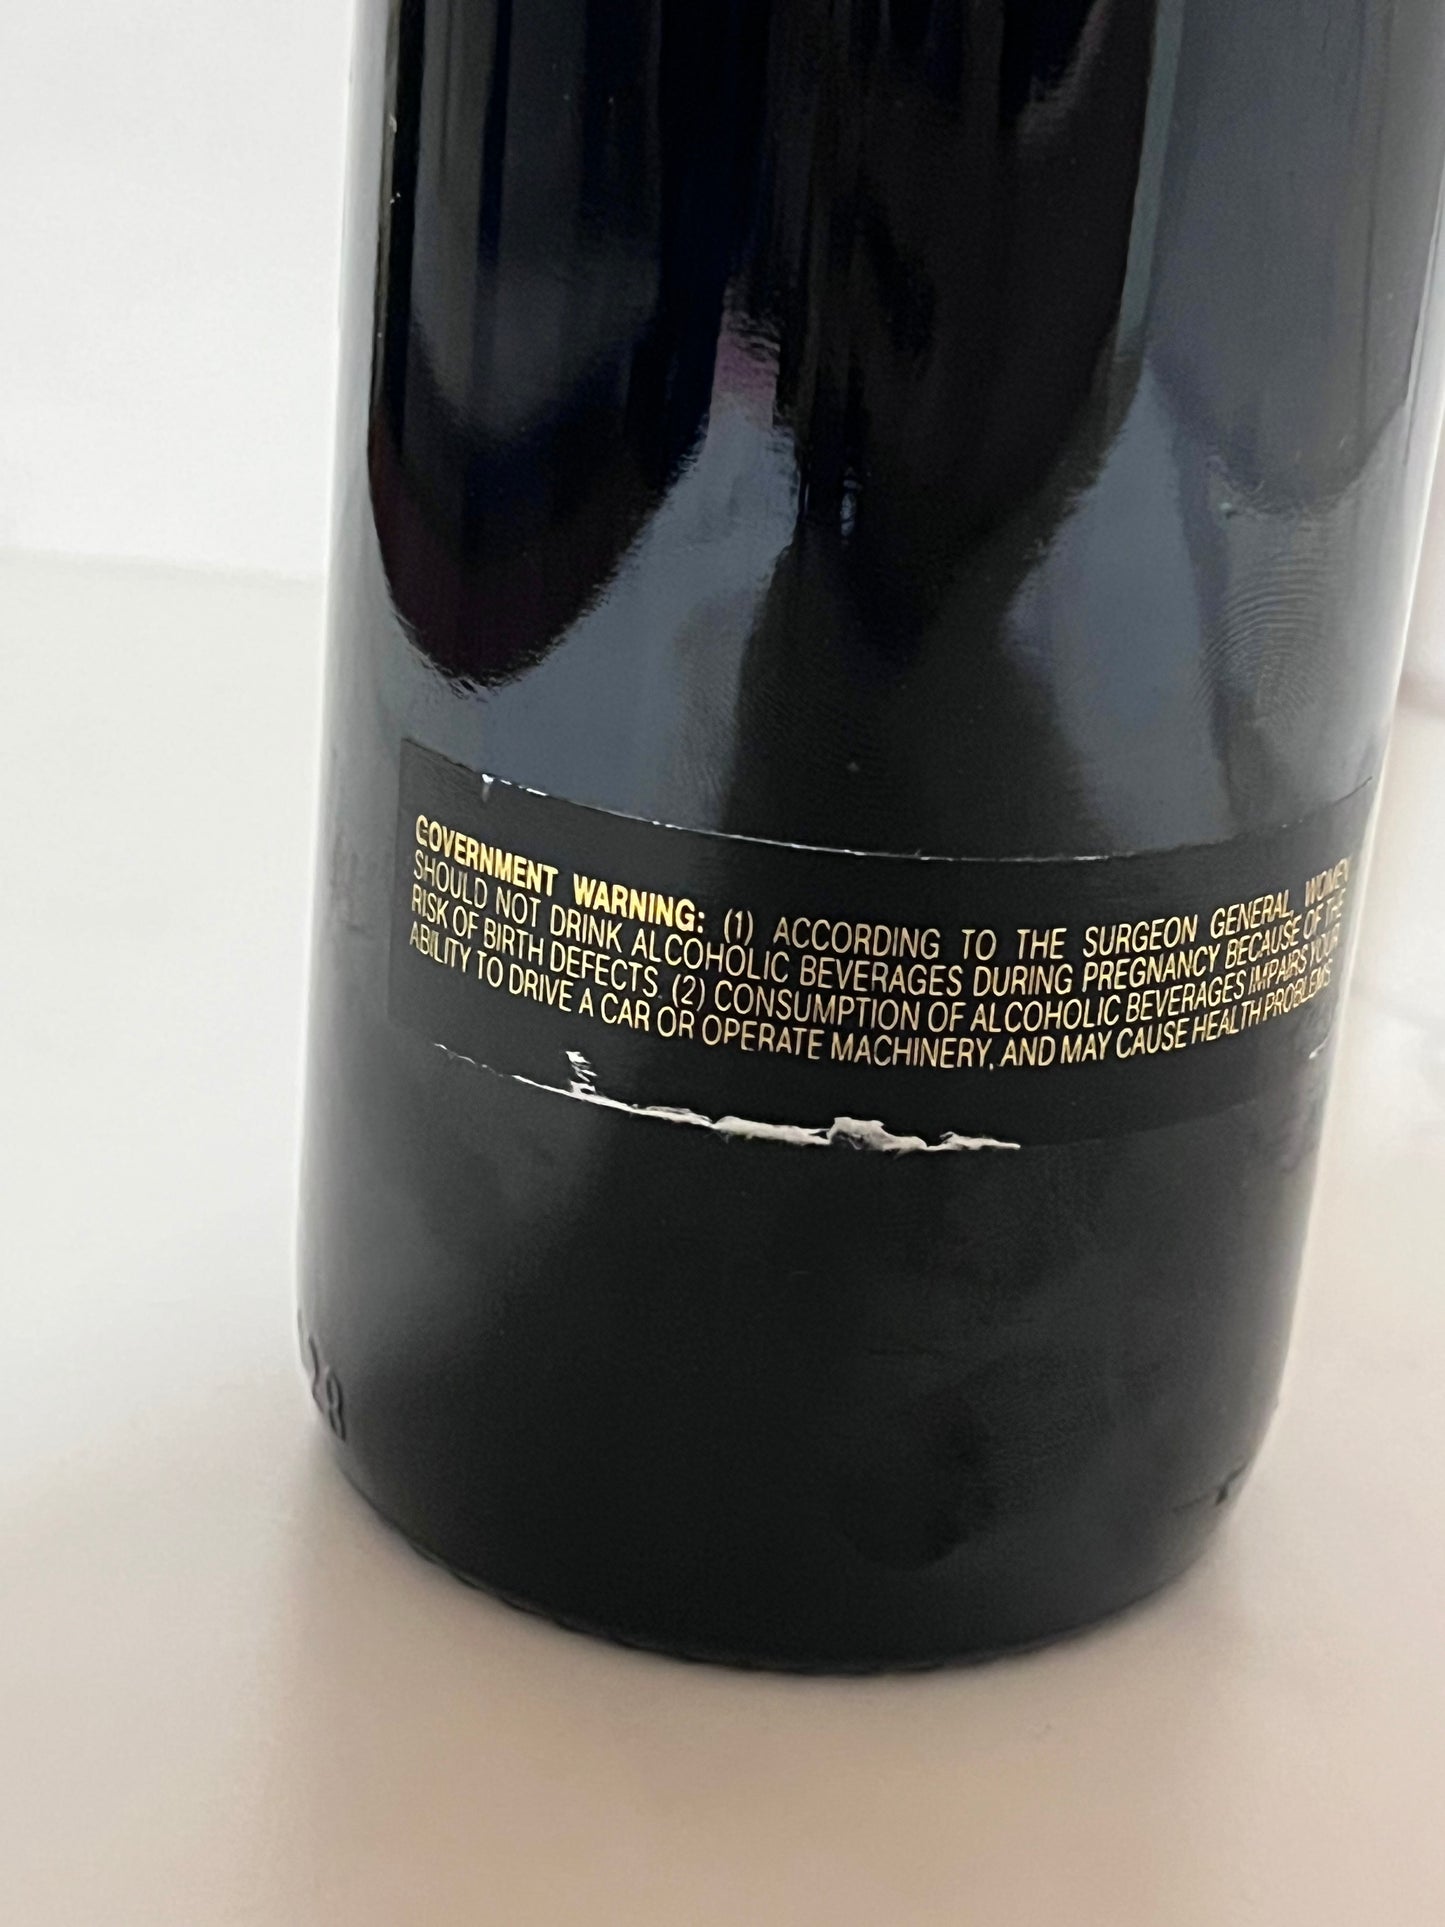 GOVERNMENT WARNING: (1) ACCORDING TO THE SURGEON GENERAL, WOMEN
SHOULD NOT DRINK ALCOHOLIC BEVERAGES DURING PREGNANCY BECAUSE OF THE
RISK OF BIRTH DEFECTS. (2) CONSUMPTION OF ALCOHOLIC BEVERAGES IMPAIRS YOUR
ABILITY TO DRIVE A CAR OR OPERATE MACHINERY, AND MAY CAUSE HEALTH PROBLEMS
28